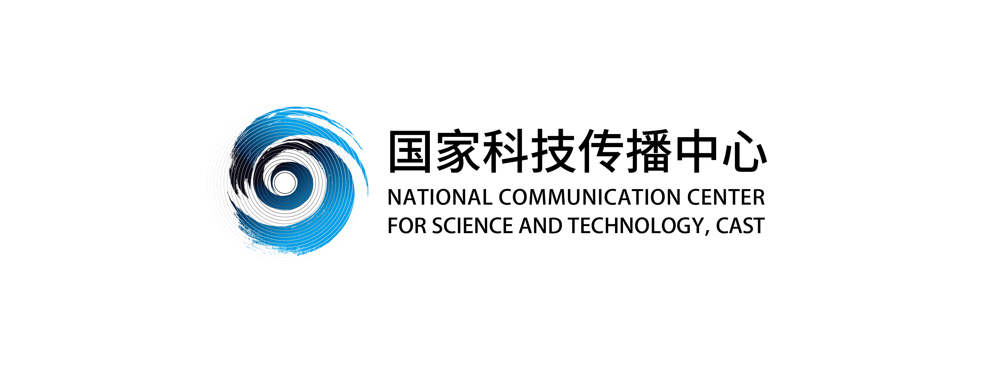 国家科技传播中心
NATIONAL COMMUNICATION CENTER
FOR SCIENCE AND TECHNOLOGY, CAST